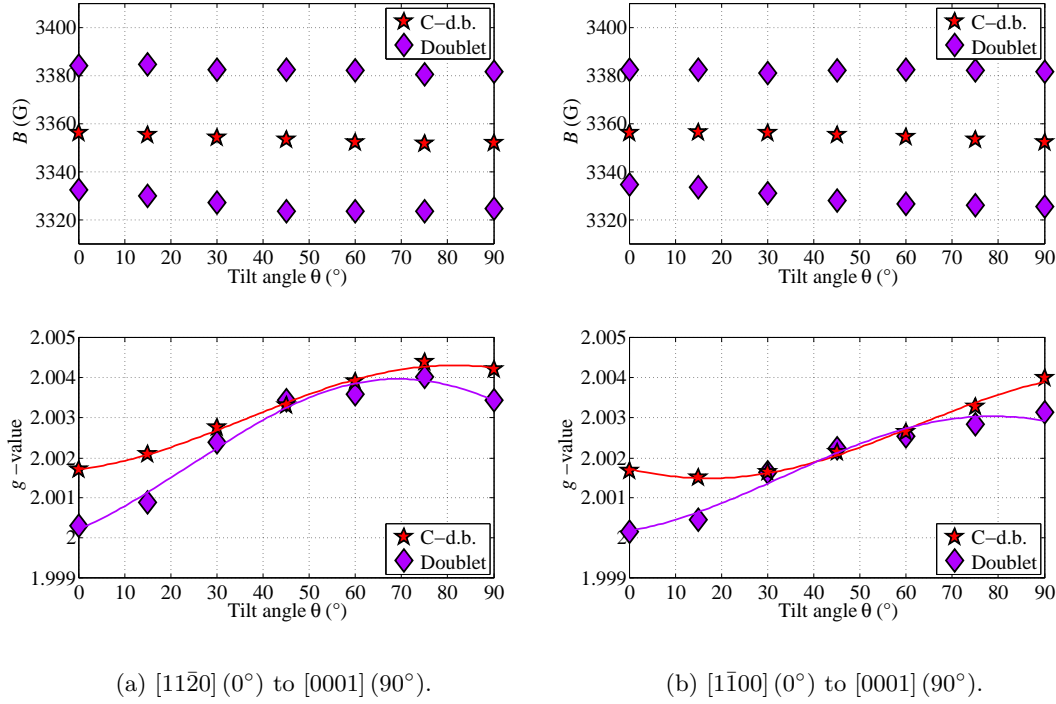 3400
3380
3360
3340
3320
B (G)
C−d.b.
Doublet
0 10 20 30 40 50 60 70 80 90
Tilt angle θ (°)
3400
3380
3360
3340
3320
B (G)
C−d.b.
Doublet
0 10 20 30 40 50 60 70 80 90
Tilt angle θ (°)
2.005
2.004
2.003
2.002
2.001
2
1.999
g −value
C−d.b.
Doublet
0 10 20 30 40 50 60 70 80 90
Tilt angle θ (°)
2.005
2.004
2.003
2.002
2.001
2
1.999
g −value
C−d.b.
Doublet
0 10 20 30 40 50 60 70 80 90
Tilt angle θ (°)
(a) [112̄0] (0°) to [0001] (90°).
(b) [11̄00] (0°) to [0001] (90°).